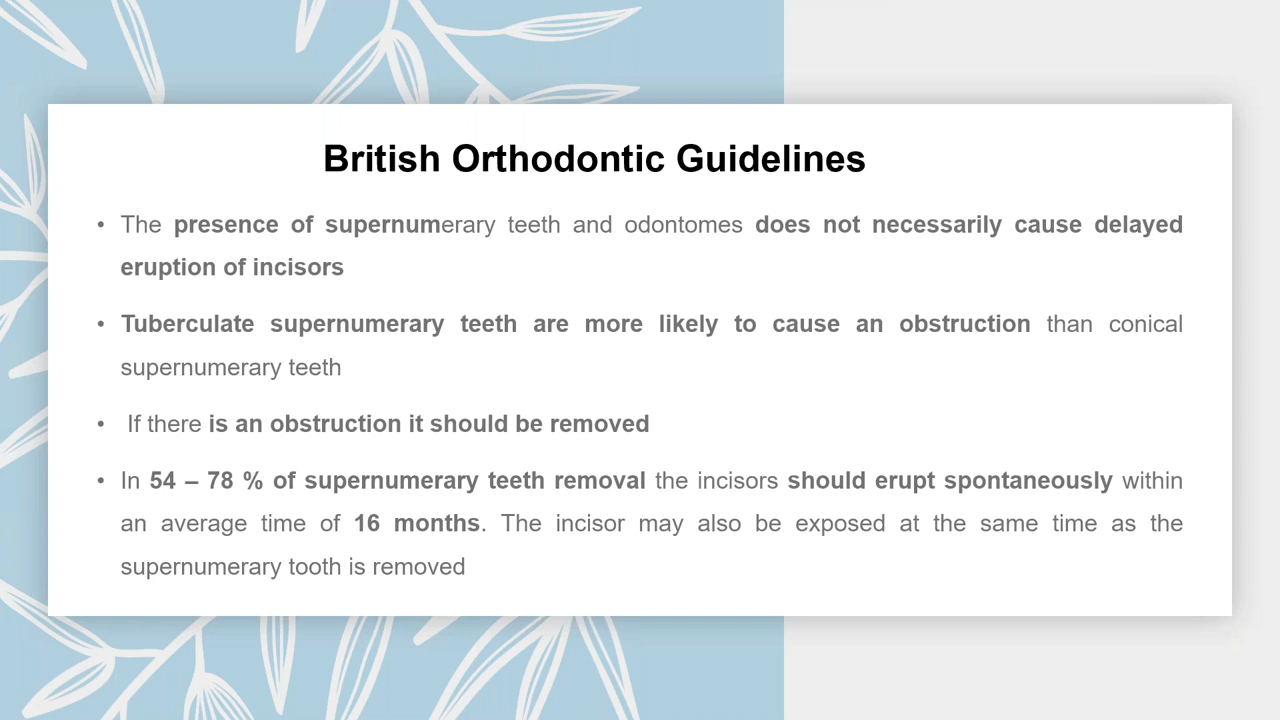 British Orthodontic Guidelines
• The presence of supernumerary teeth and odontomes does not necessarily cause delayed
eruption of incisors
• Tuberculate supernumerary teeth are more likely to cause an obstruction than conical
supernumerary teeth
• If there is an obstruction it should be removed
• In 54 – 78 % of supernumerary teeth removal the incisors should erupt spontaneously within
an average time of 16 months. The incisor may also be exposed at the same time as the
supernumerary tooth is removed